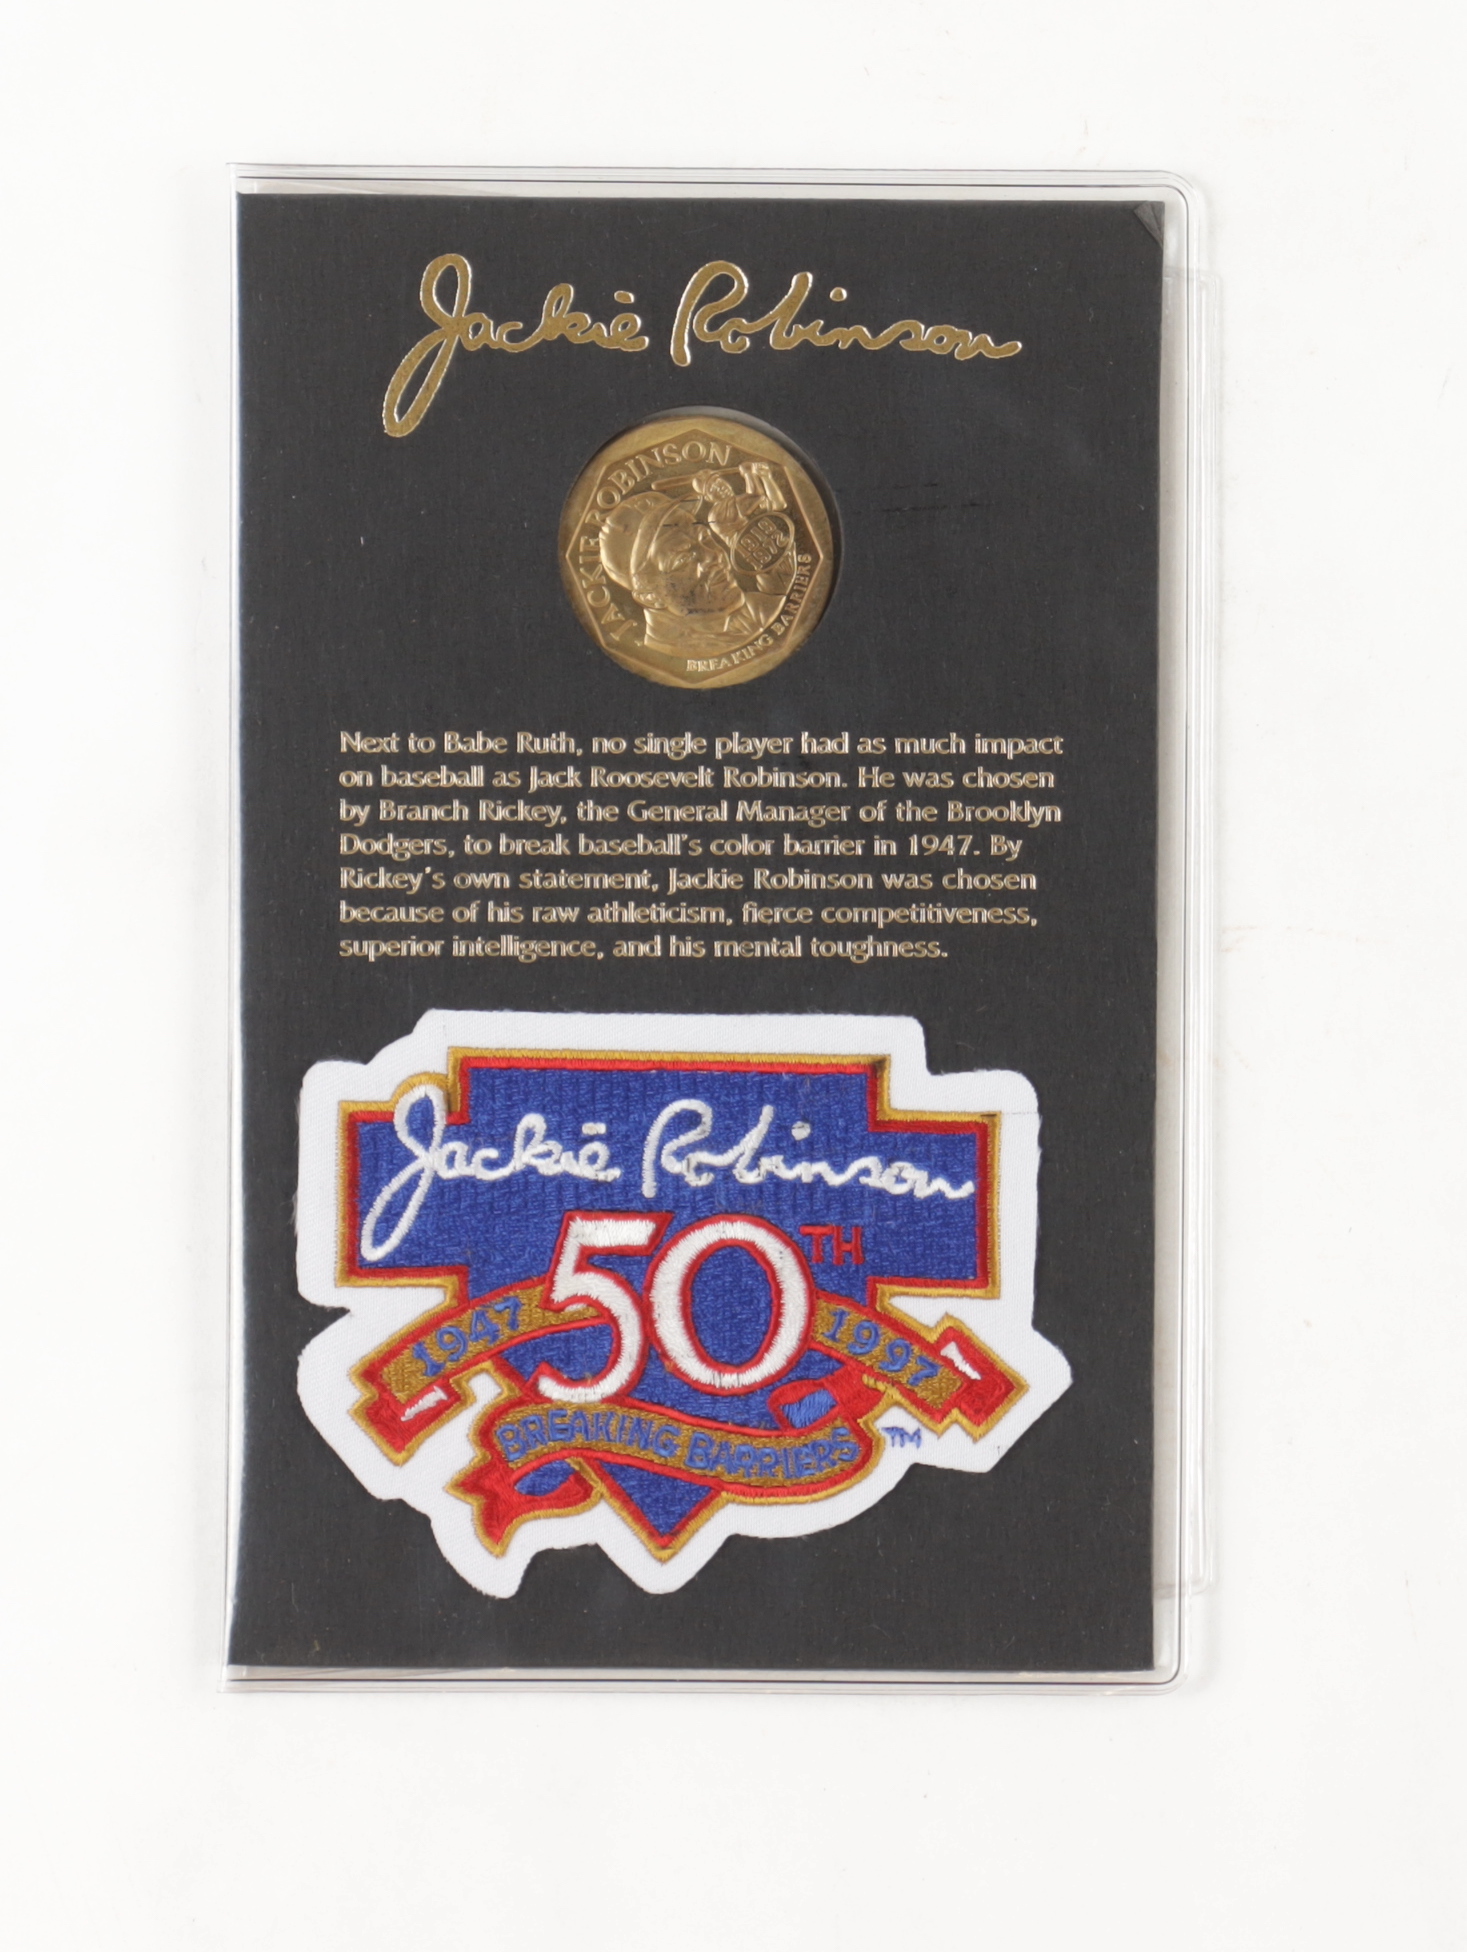 Jackie Robinson
JACKIE ROBINSON
1919
1972
BREAKING BARRIERS
Next to Babe Ruth, no single player had as much impact
on baseball as Jack Roosevelt Robinson. He was chosen
by Branch Rickey, the General Manager of the Brooklyn
Dodgers, to break baseball's color barrier in 1947. By
Rickey's own statement, Jackie Robinson was chosen
because of his raw athleticism, fierce competitiveness,
superior intelligence, and his mental toughness.
Jackie Robinson
50TH
1947 1997
BREAKING BARRIERS TM